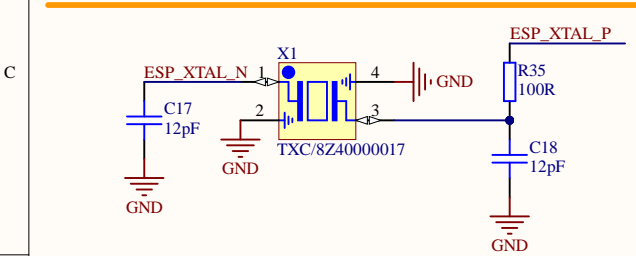 ESP_XTAL_P
X1
C
ESP_XTAL_N
1
4
GND
R35
100R
C17
12pF
2
3
GND
TXC/8Z40000017
C18
12pF
GND
GND